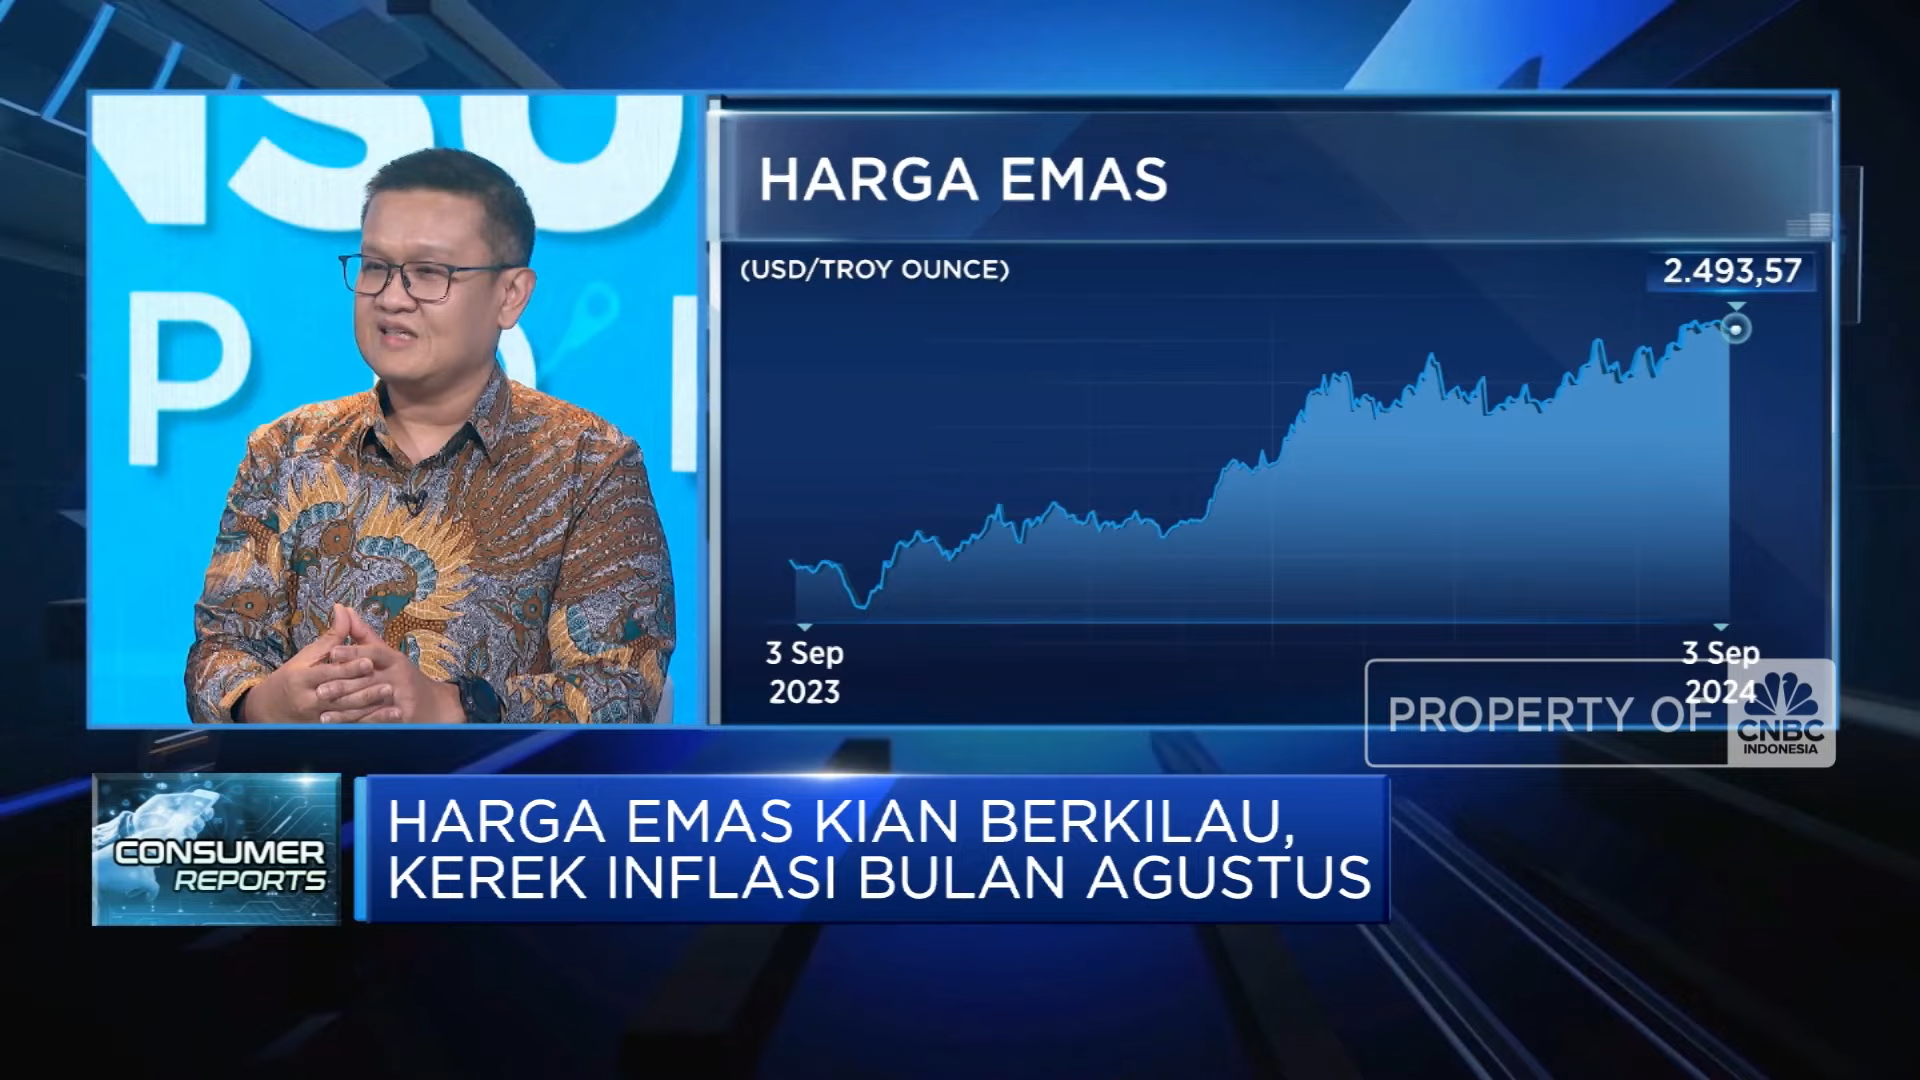 NSU
P O
HARGA EMAS
(USD/TROY OUNCE)
2.493,57
3 Sep
2023
3 Sep
2024
PROPERTY OF
CNBC
INDONESIA
CONSUMER
REPORTS
HARGA EMAS KIAN BERKILAU,
KEREK INFLASI BULAN AGUSTUS